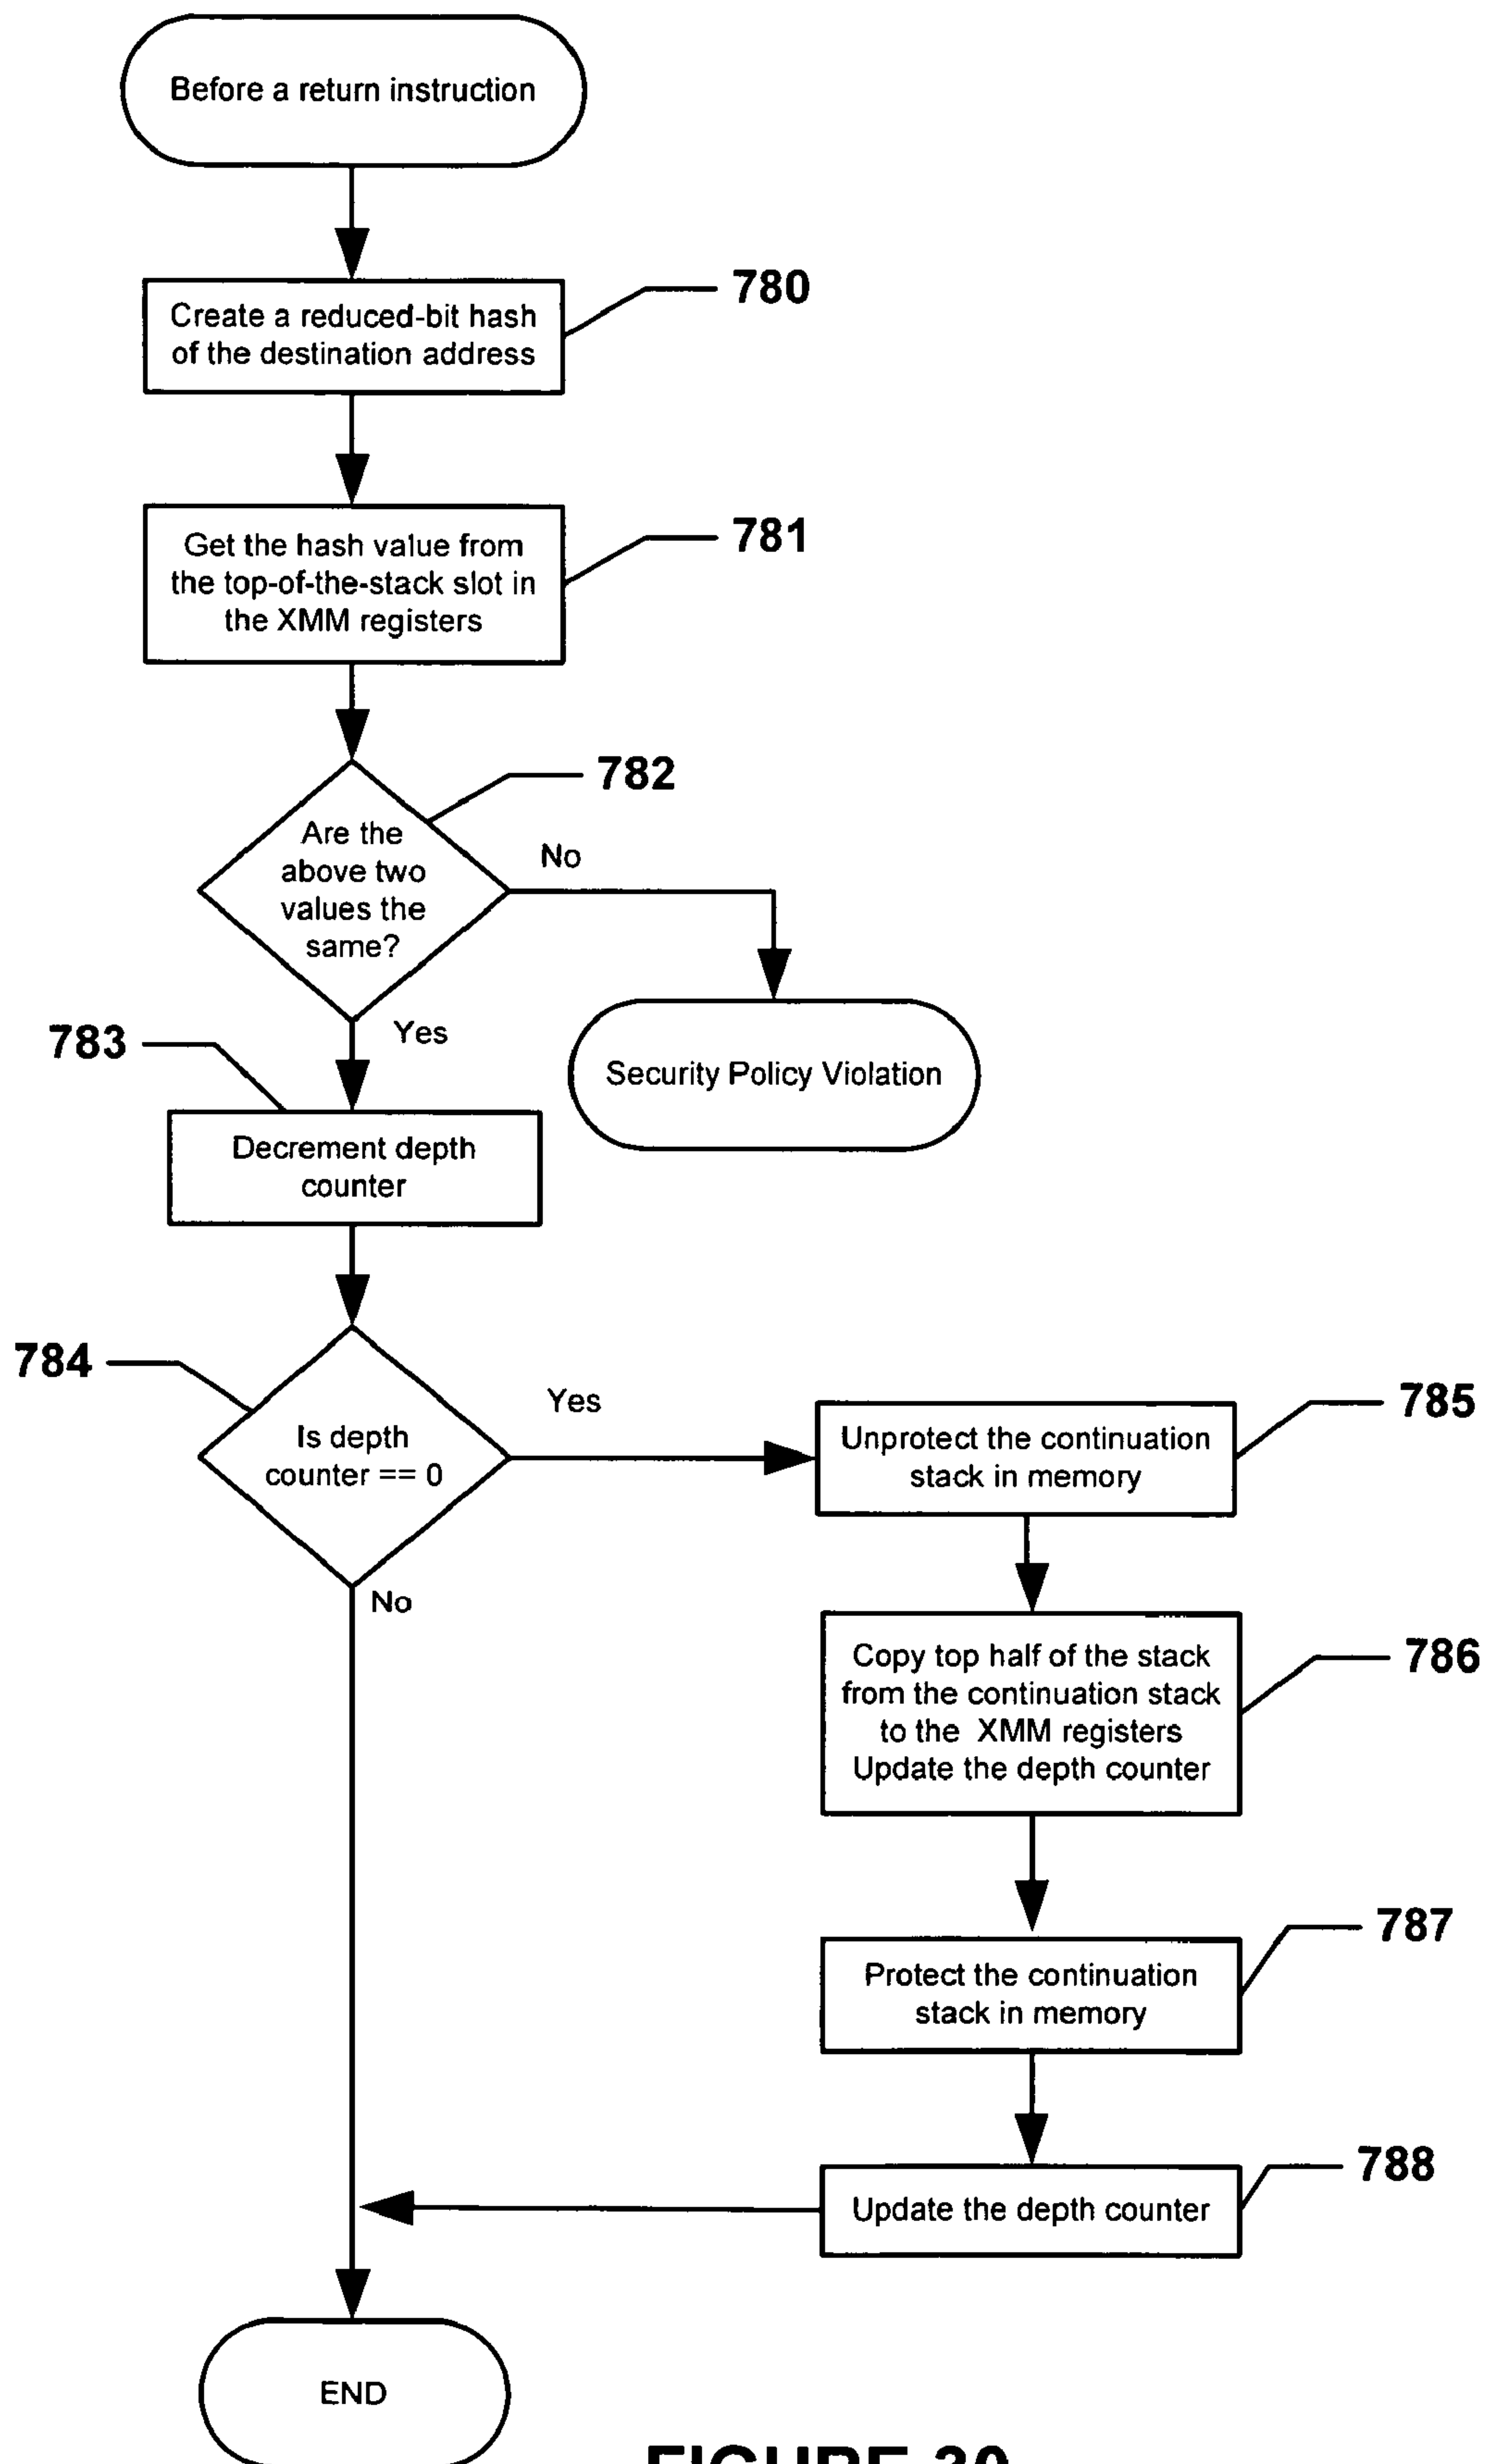 Before a return instruction
780
Create a reduced-bit hash
of the destination address
781
Get the hash value from
the top-of-the-stack slot in
the XMM registers
782
Are the
above two
values the
same?
No
Yes
Security Policy Violation
783
Decrement depth
counter
784
Is depth
counter == 0
Yes
No
785
Unprotect the continuation
stack in memory
786
Copy top half of the stack
from the continuation stack
to the XMM registers
Update the depth counter
787
Protect the continuation
stack in memory
788
Update the depth counter
END
FIGURE 30